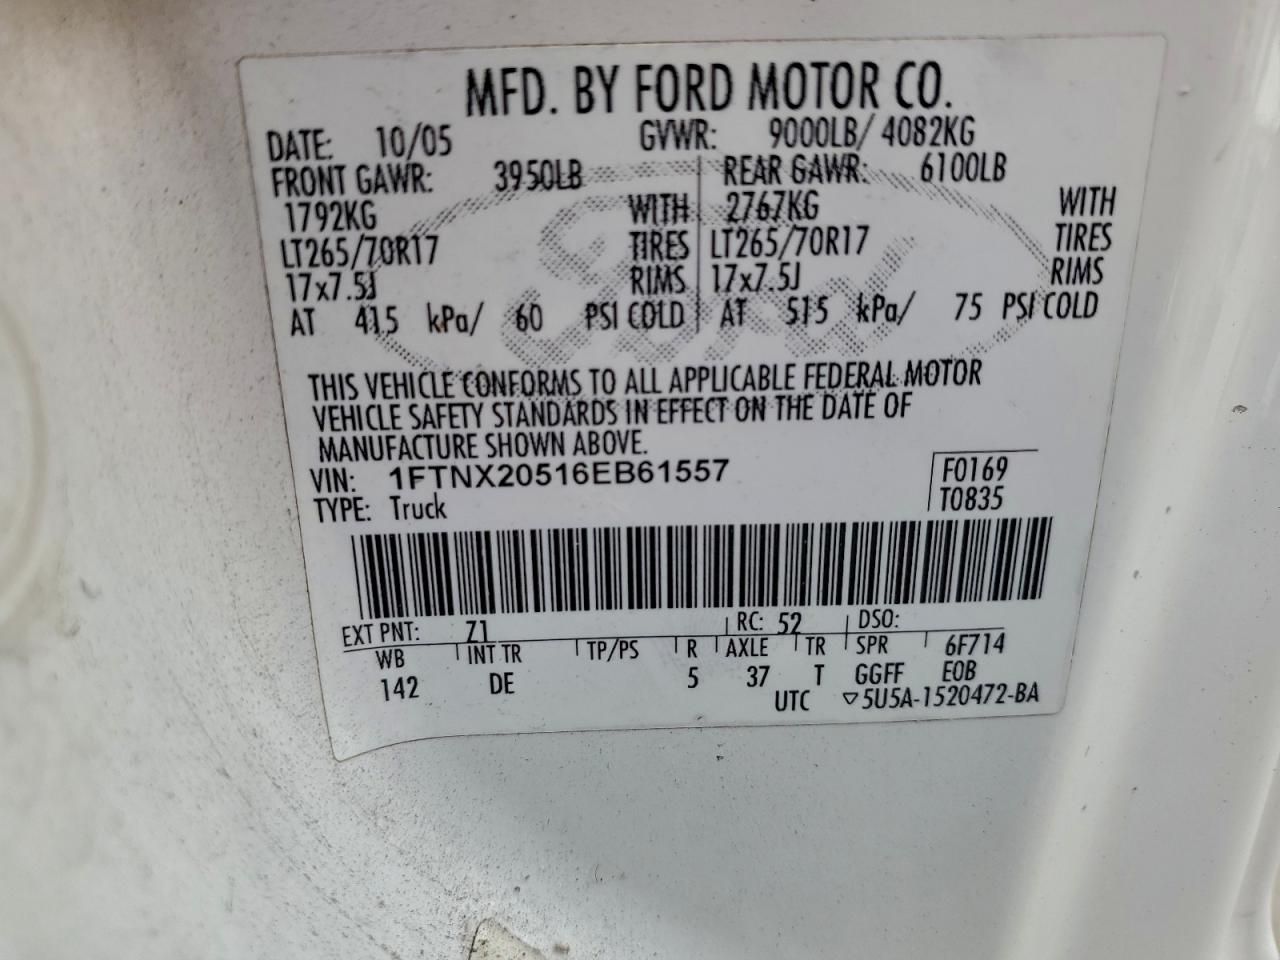 MFD. BY FORD MOTOR CO.
DATE: 10/05 GVWR: 9000LB/ 4082KG
FRONT GAWR: 3950LB REAR GAWR: 6100LB
1792KG WITH 2767KG WITH
LT265/70R17 TIRES LT265/70R17 TIRES
17x7.5J RIMS 17x7.5J RIMS
AT 415 kPa/ 60 PSI COLD AT 515 kPa/ 75 PSI COLD
THIS VEHICLE CONFORMS TO ALL APPLICABLE FEDERAL MOTOR
VEHICLE SAFETY STANDARDS IN EFFECT ON THE DATE OF
MANUFACTURE SHOWN ABOVE.
VIN: 1FTNX20516EB61557 F0169
TYPE: Truck T0835
EXT PNT: Z1 RC: 52 DSO:
WB INT TR TP/PS R AXLE TR SPR 6F714
142 DE 5 37 T GGFF E0B
UTC ▽5U5A-1520472-BA